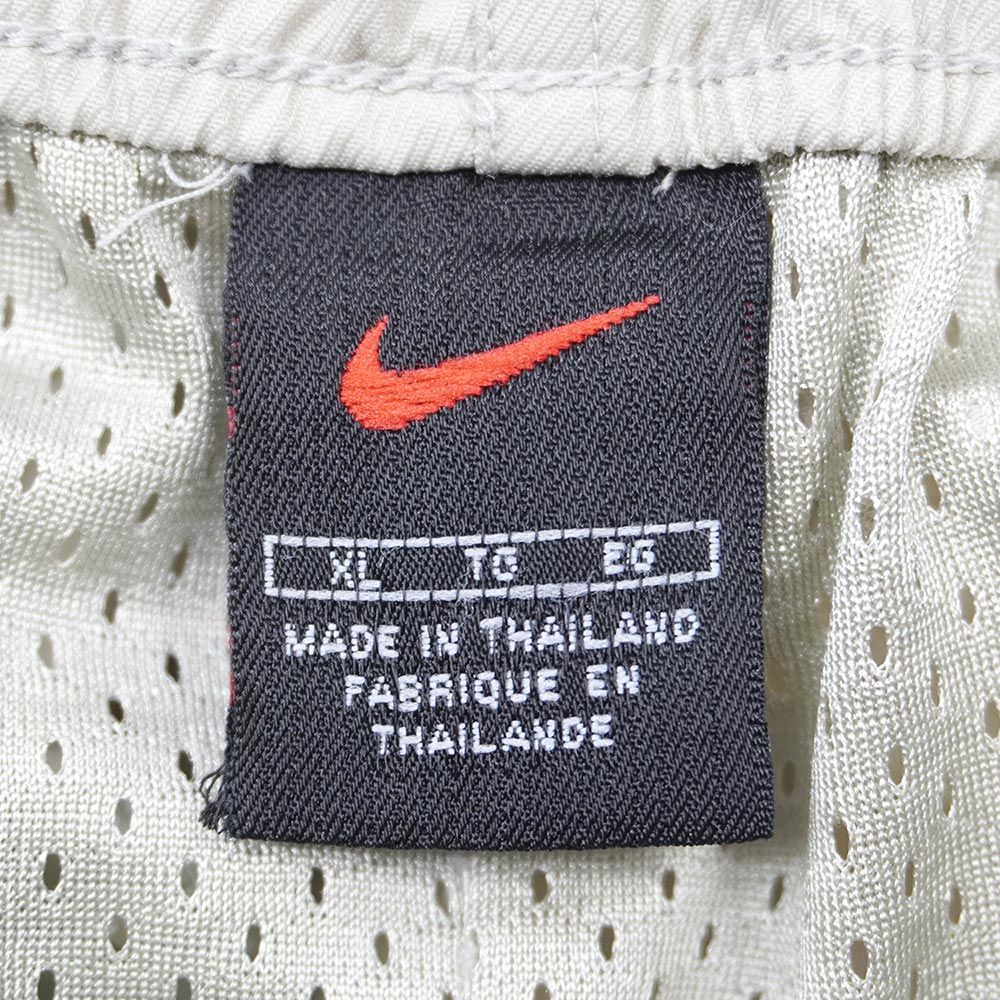 XL TG EG
MADE IN THAILAND
FABRIQUE EN
THAILANDE